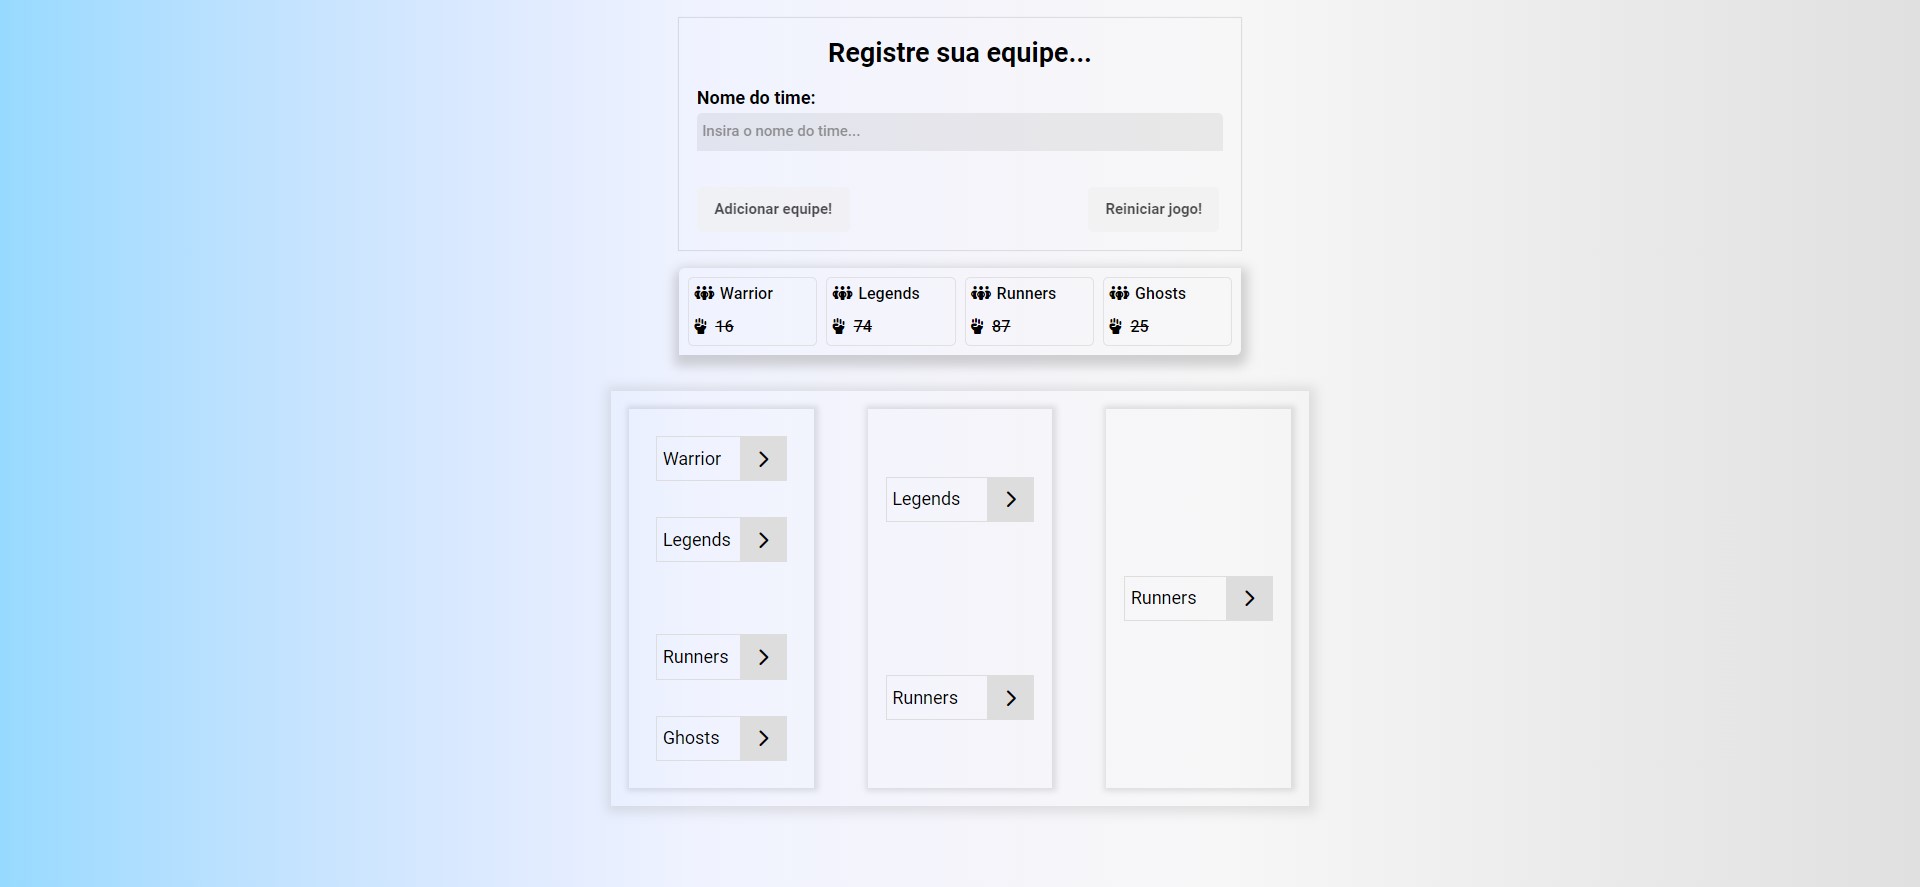 Registre sua equipe...
Nome do time:
Insira o nome do time...
Adicionar equipe! Reiniciar jogo!
Warrior Legends Runners Ghosts
16 74 87 25
Warrior
Legends
Runners
Ghosts
Legends
Runners
Runners